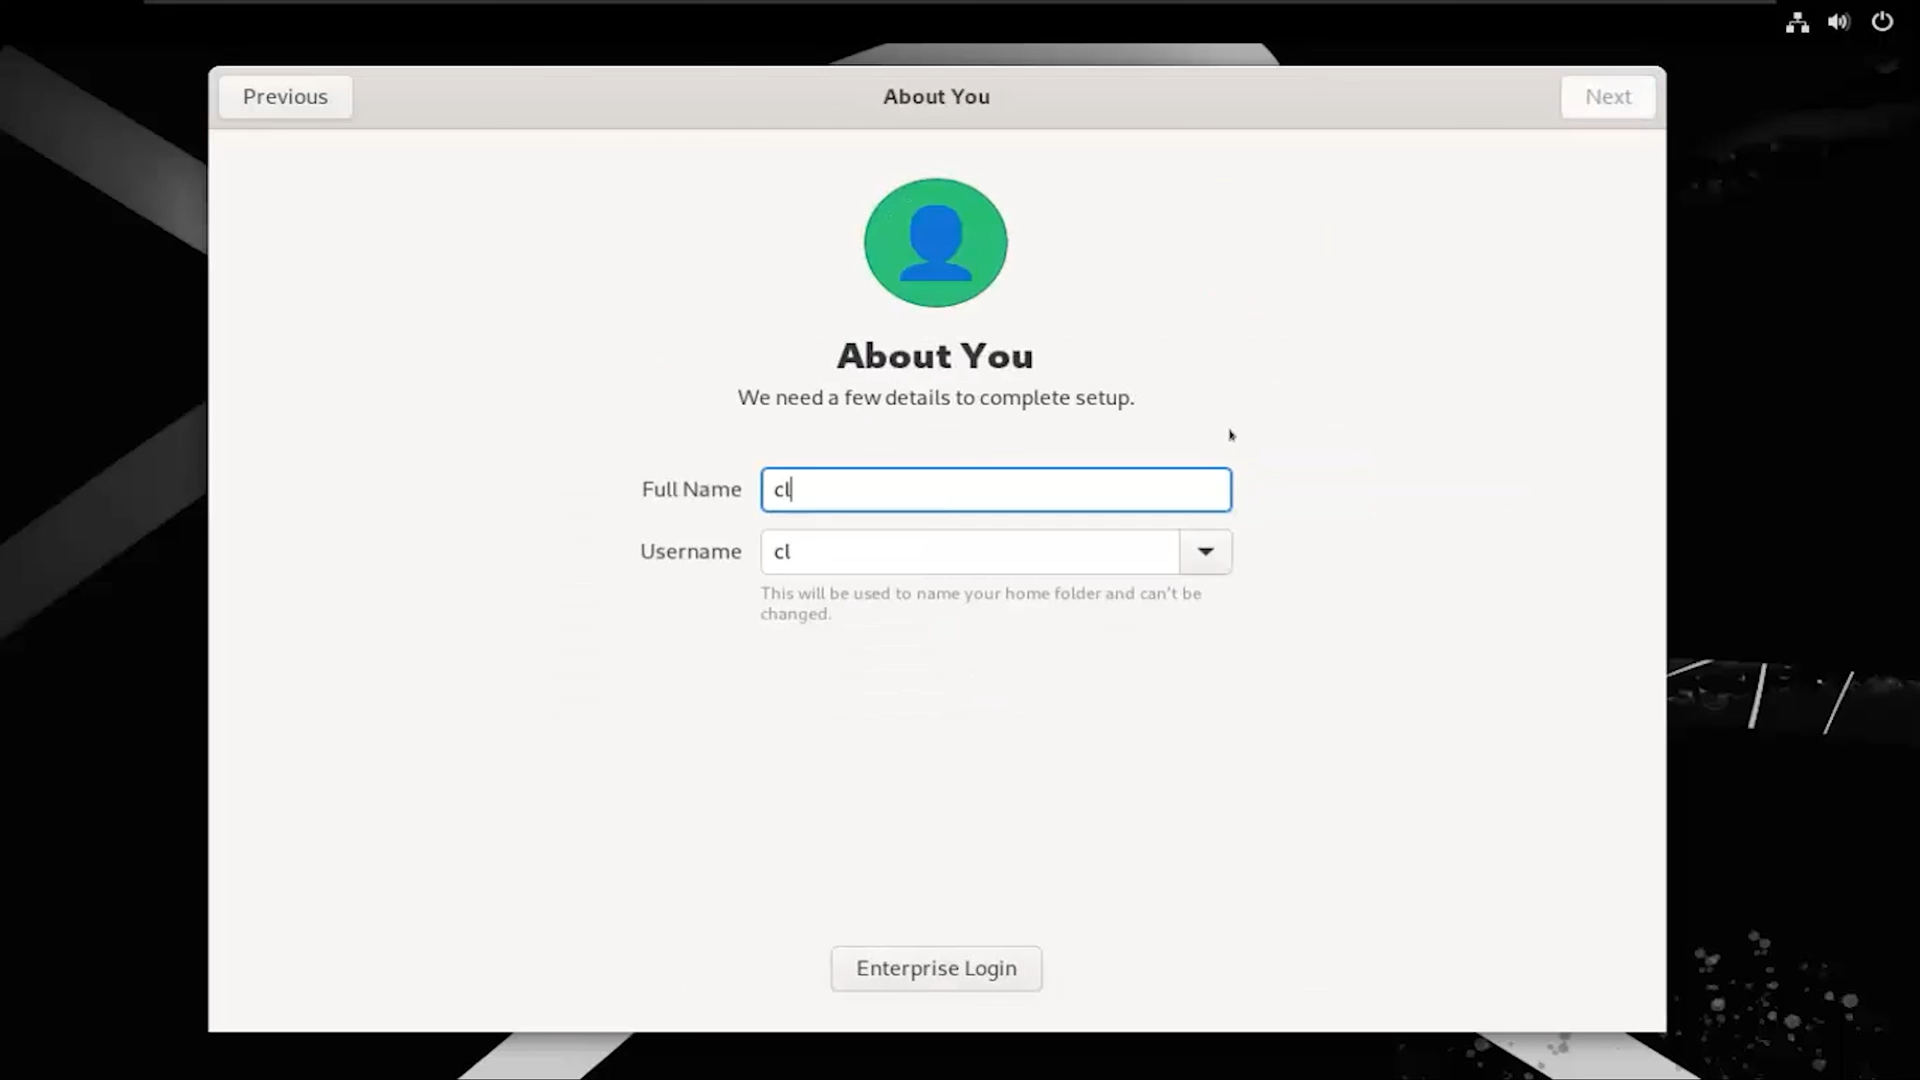 Previous
About You
Next
About You
We need a few details to complete setup.
Full Name
cl
Username
cl
This will be used to name your home folder and can't be
changed.
Enterprise Login